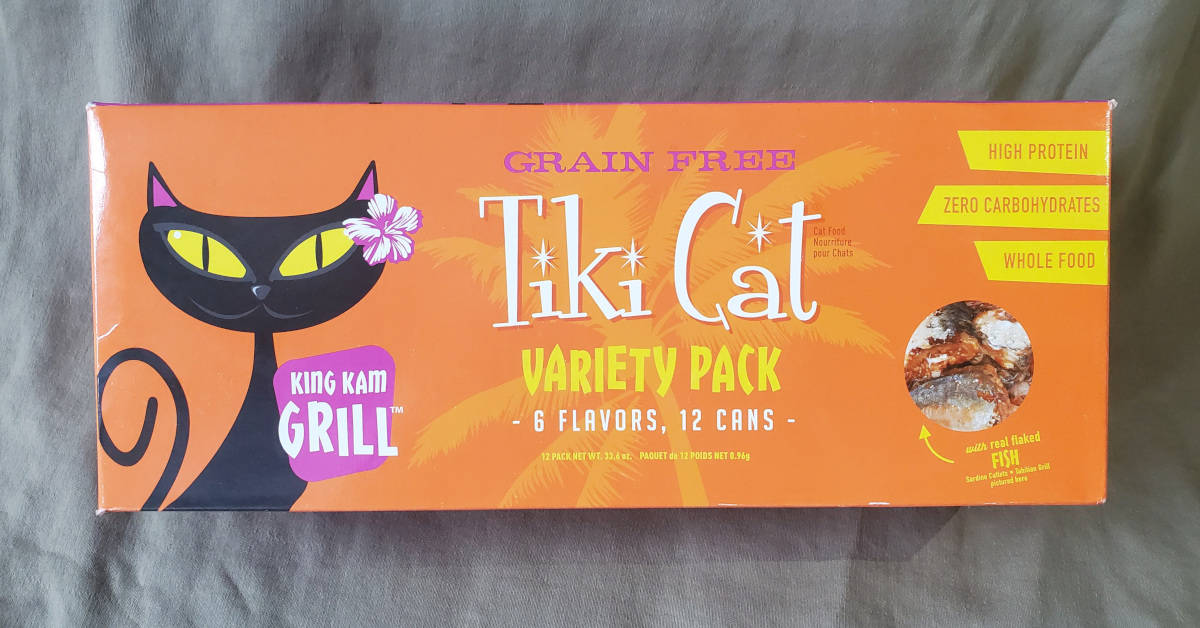 GRAIN FREE
Tiki Cat
Cat Food
Nourriture
pour Chats
VARIETY PACK
- 6 FLAVORS, 12 CANS -
12 PACK NET WT. 33.6 oz. PAQUET de 12 POIDS NET 0.96g
KING KAM
GRILL™
HIGH PROTEIN
ZERO CARBOHYDRATES
WHOLE FOOD
with real flaked
FISH
Sardine Cutlets • Tahitian Grill
pictured here